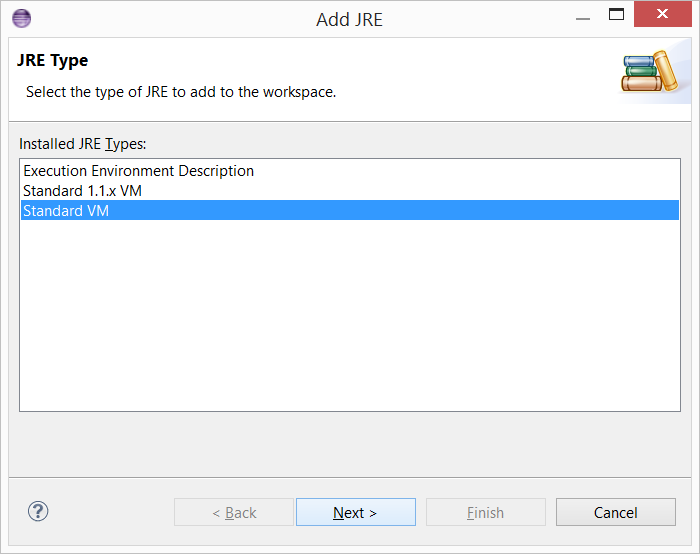 Add JRE
JRE Type
Select the type of JRE to add to the workspace.
Installed JRE Types:
Execution Environment Description
Standard 1.1.x VM
Standard VM
?
< Back
Next >
Finish
Cancel